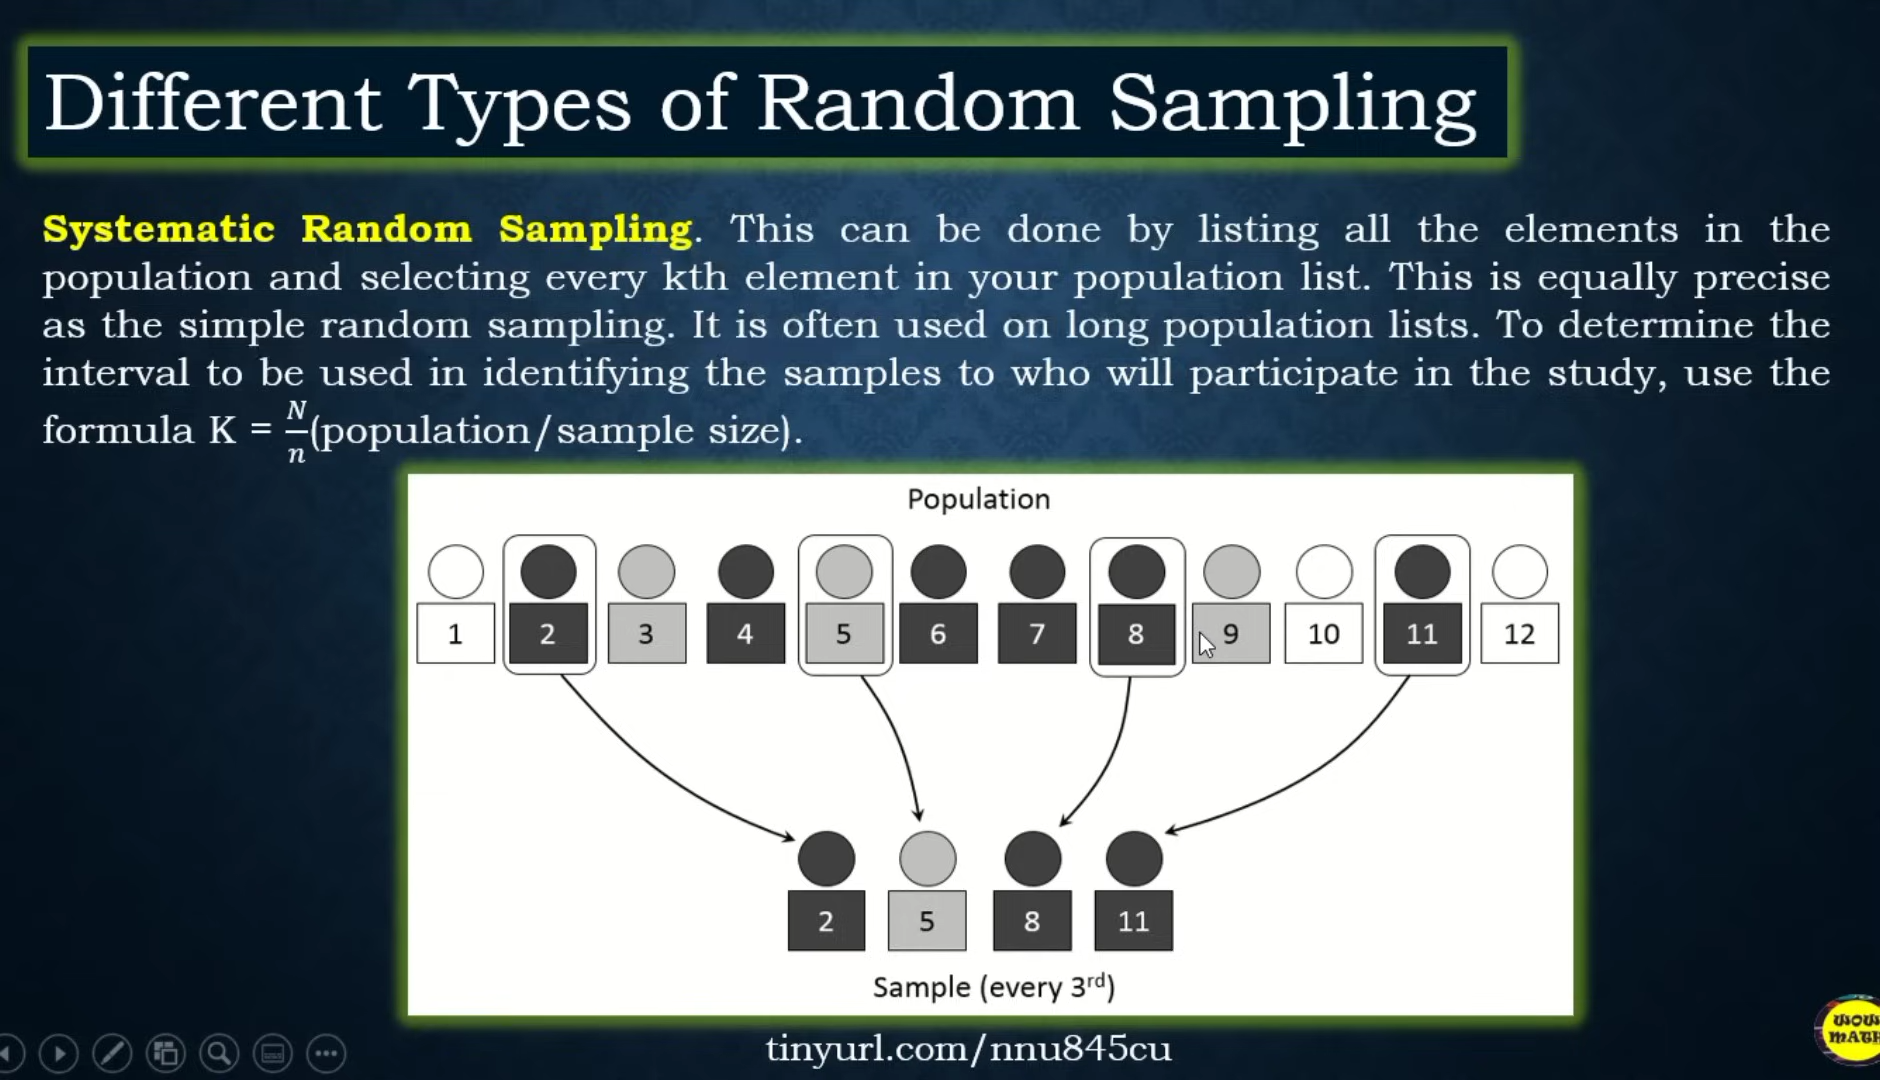 Different Types of Random Sampling
Systematic Random Sampling. This can be done by listing all the elements in the
population and selecting every kth element in your population list. This is equally precise
as the simple random sampling. It is often used on long population lists. To determine the
interval to be used in identifying the samples to who will participate in the study, use the
formula K = N/n (population/sample size).
Population
1 2 3 4 5 6 7 8 9 10 11 12
2 5 8 11
Sample (every 3rd)
tinyurl.com/nnu845cu
WOW
MATH